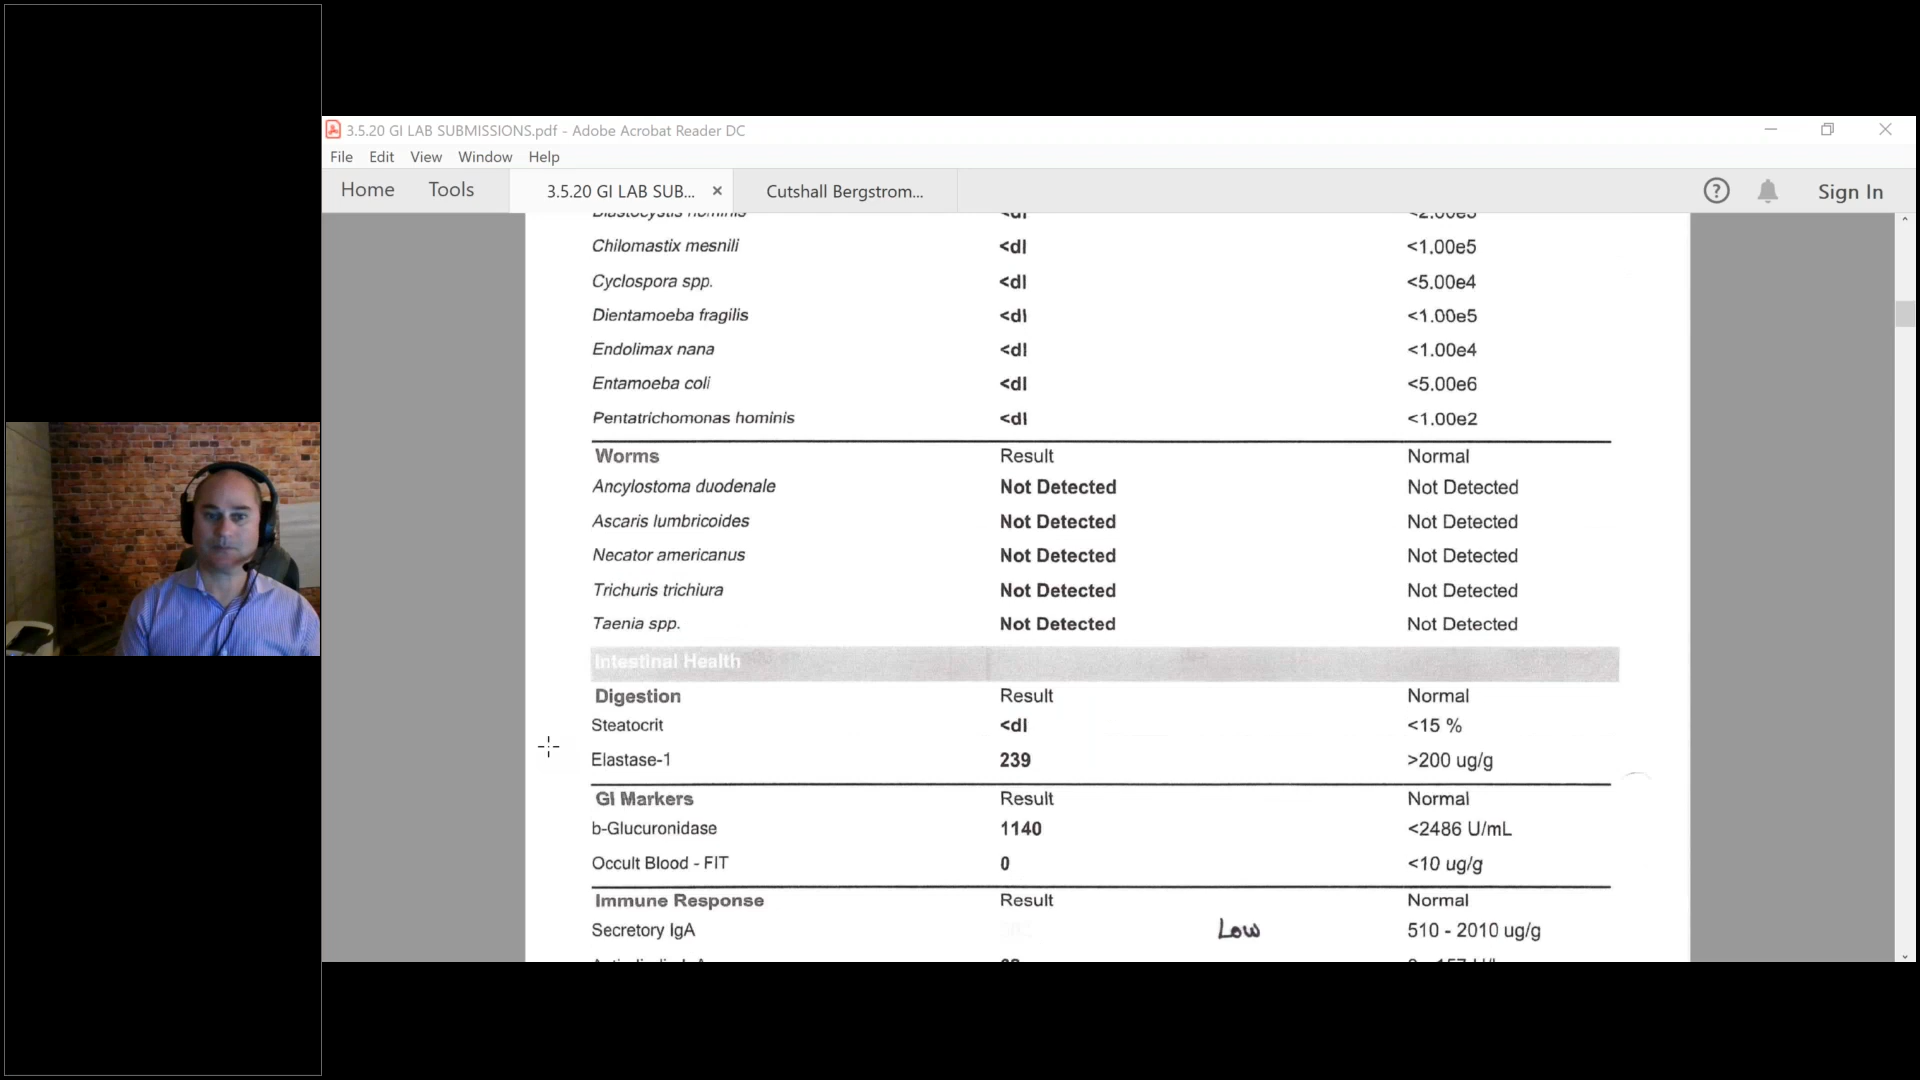 3.5.20 GI LAB SUBMISSIONS.pdf - Adobe Acrobat Reader DC
File Edit View Window Help
Home Tools 3.5.20 GI LAB SUB... × Cutshall Bergstrom... ? Sign In
Blastocystis hominis <dl <2.00e3
Chilomastix mesnili <dl <1.00e5
Cyclospora spp. <dl <5.00e4
Dientamoeba fragilis <dl <1.00e5
Endolimax nana <dl <1.00e4
Entamoeba coli <dl <5.00e6
Pentatrichomonas hominis <dl <1.00e2
Worms Result Normal
Ancylostoma duodenale Not Detected Not Detected
Ascaris lumbricoides Not Detected Not Detected
Necator americanus Not Detected Not Detected
Trichuris trichiura Not Detected Not Detected
Taenia spp. Not Detected Not Detected
Intestinal Health
Digestion Result Normal
Steatocrit <dl <15 %
Elastase-1 239 >200 ug/g
GI Markers Result Normal
b-Glucuronidase 1140 <2486 U/mL
Occult Blood - FIT 0 <10 ug/g
Immune Response Result Normal
Secretory IgA Low 510 - 2010 ug/g